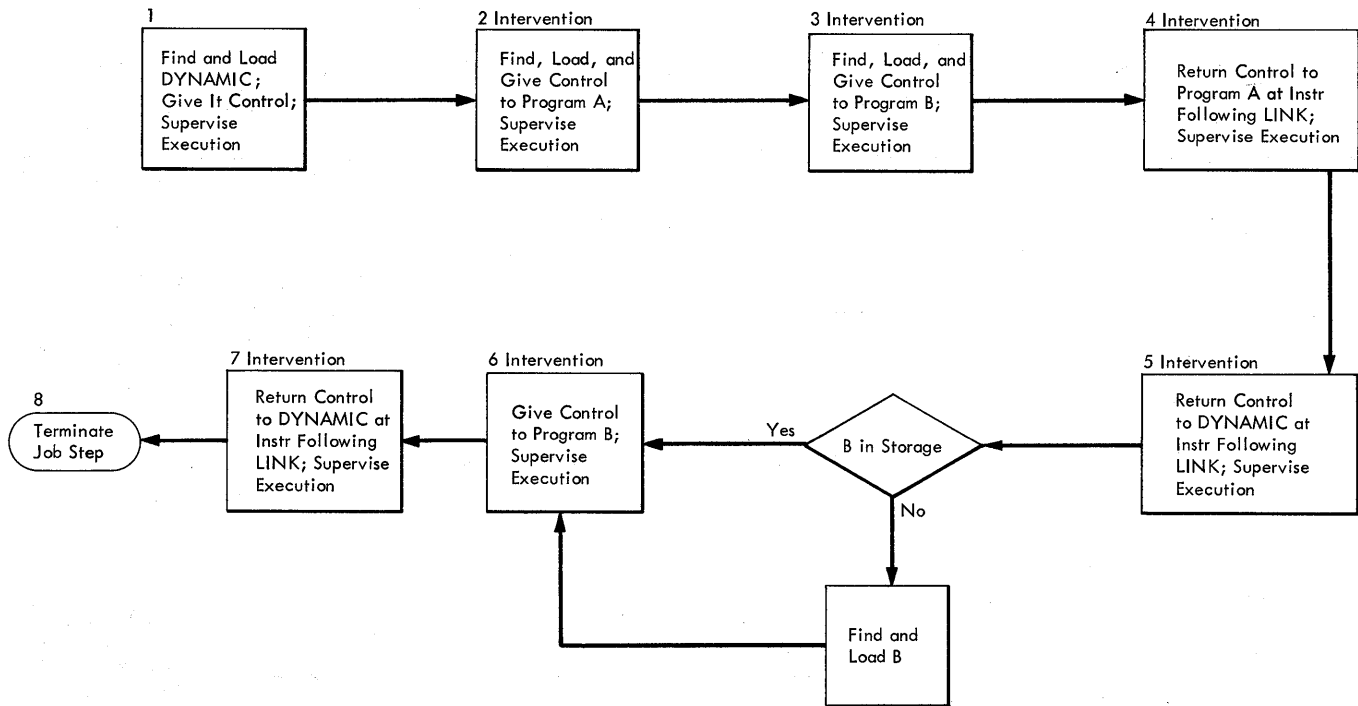 1
Find and Load
DYNAMIC;
Give It Control;
Supervise
Execution
2 Intervention
Find, Load, and
Give Control
to Program A;
Supervise
Execution
3 Intervention
Find, Load, and
Give Control
to Program B;
Supervise
Execution
4 Intervention
Return Control to
Program A at Instr
Following LINK;
Supervise Execution
5 Intervention
Return Control
to DYNAMIC at
Instr Following
LINK; Supervise
Execution
B in Storage
Yes
No
Find and
Load B
6 Intervention
Give Control
to Program B;
Supervise
Execution
7 Intervention
Return Control
to DYNAMIC at
Instr Following
LINK; Supervise
Execution
8
Terminate
Job Step